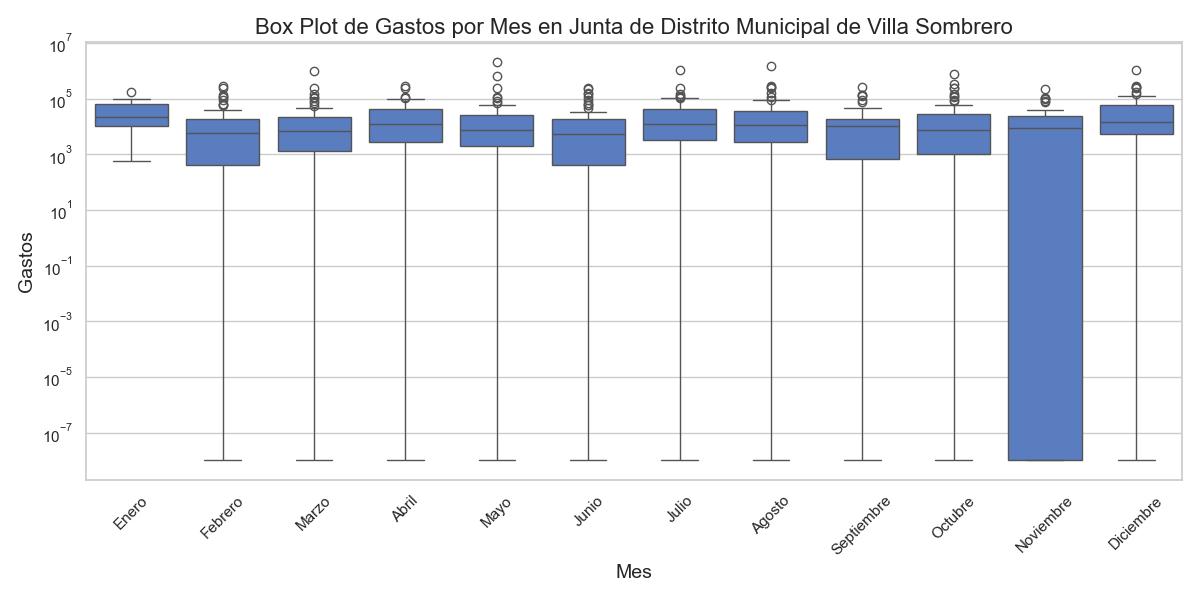 Box Plot de Gastos por Mes en Junta de Distrito Municipal de Villa Sombrero
10^7
10^5
10^3
10^1
10^−1
10^−3
10^−5
10^−7
Gastos
Enero
Febrero
Marzo
Abril
Mayo
Junio
Julio
Agosto
Septiembre
Octubre
Noviembre
Diciembre
Mes